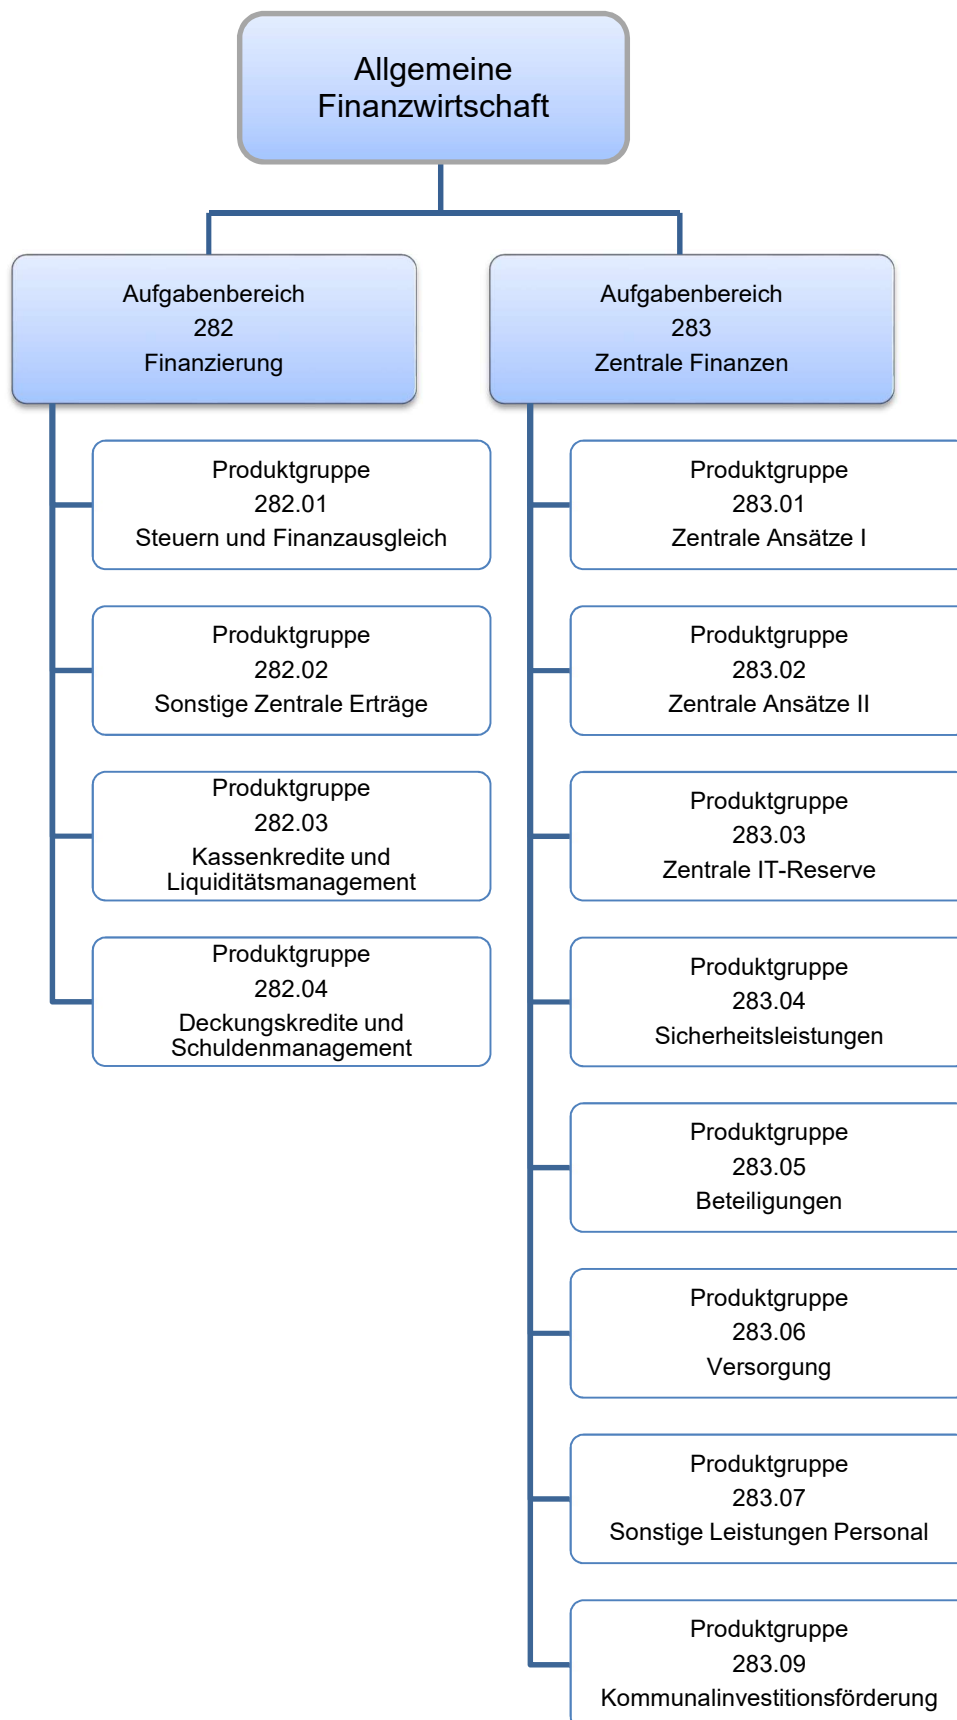 Allgemeine
Finanzwirtschaft
Aufgabenbereich
282
Finanzierung
Produktgruppe
282.01
Steuern und Finanzausgleich
Produktgruppe
282.02
Sonstige Zentrale Erträge
Produktgruppe
282.03
Kassenkredite und
Liquiditätsmanagement
Produktgruppe
282.04
Deckungskredite und
Schuldenmanagement
Aufgabenbereich
283
Zentrale Finanzen
Produktgruppe
283.01
Zentrale Ansätze I
Produktgruppe
283.02
Zentrale Ansätze II
Produktgruppe
283.03
Zentrale IT-Reserve
Produktgruppe
283.04
Sicherheitsleistungen
Produktgruppe
283.05
Beteiligungen
Produktgruppe
283.06
Versorgung
Produktgruppe
283.07
Sonstige Leistungen Personal
Produktgruppe
283.09
Kommunalinvestitionsförderung